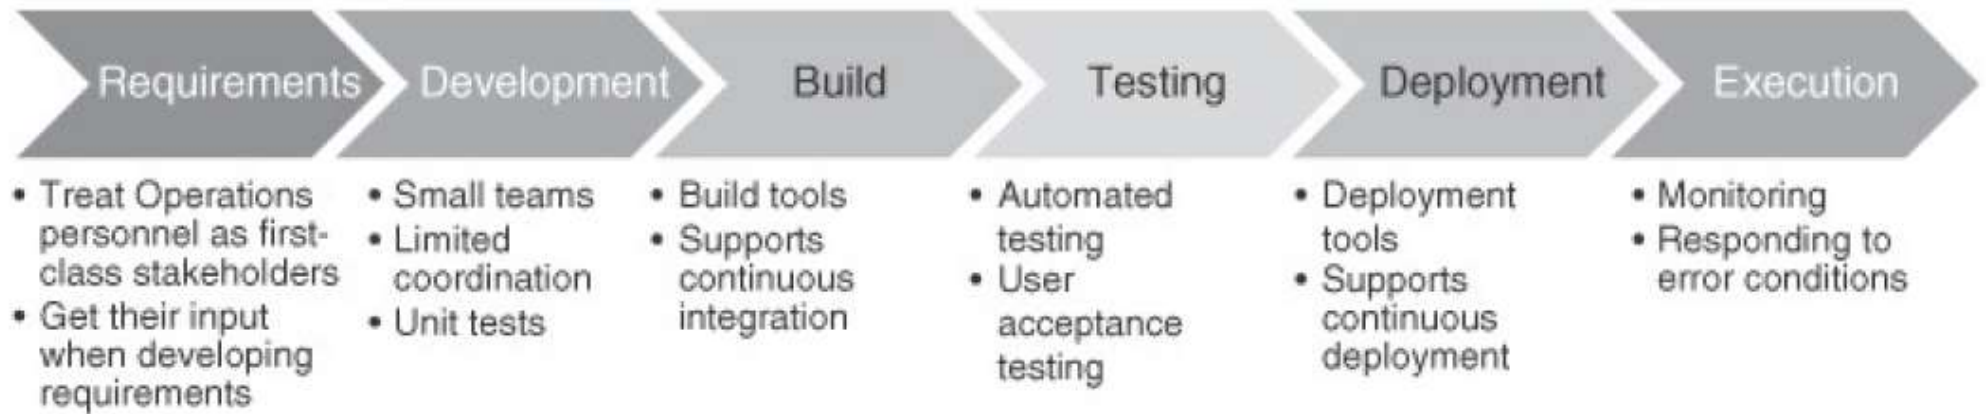 Requirements
Development
Build
Testing
Deployment
Execution
• Treat Operations
personnel as first-
class stakeholders
• Get their input
when developing
requirements
• Small teams
• Limited
coordination
• Unit tests
• Build tools
• Supports
continuous
integration
• Automated
testing
• User
acceptance
testing
• Deployment
tools
• Supports
continuous
deployment
• Monitoring
• Responding to
error conditions